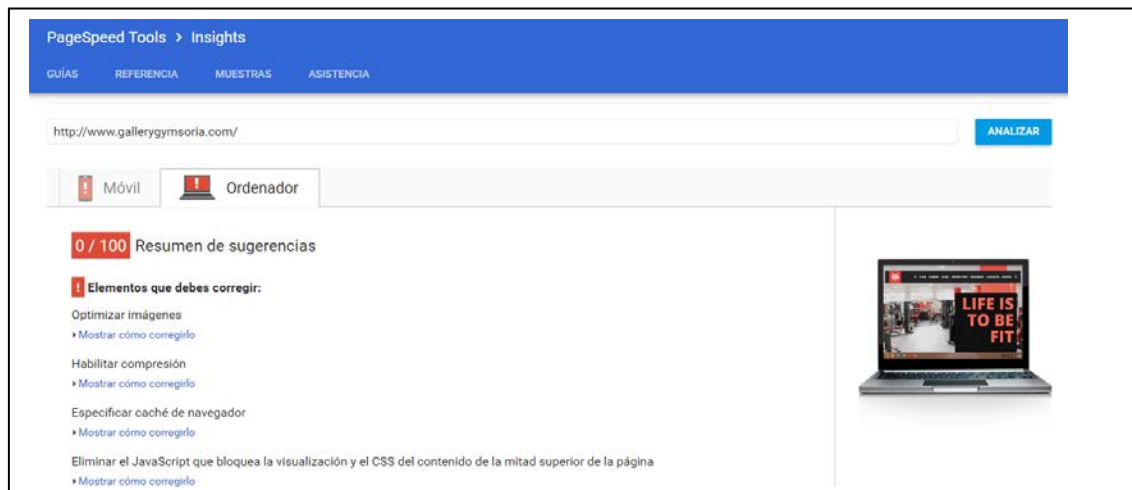 PageSpeed Tools > Insights
GUÍAS REFERENCIA MUESTRAS ASISTENCIA
http://www.gallerygymsoria.com/
ANALIZAR
Móvil Ordenador
0 / 100 Resumen de sugerencias
! Elementos que debes corregir:
Optimizar imágenes
Mostrar cómo corregirlo
Habilitar compresión
Mostrar cómo corregirlo
Especificar caché de navegador
Mostrar cómo corregirlo
Eliminar el JavaScript que bloquea la visualización y el CSS del contenido de la mitad superior de la página
Mostrar cómo corregirlo
LIFE IS
TO BE
FIT